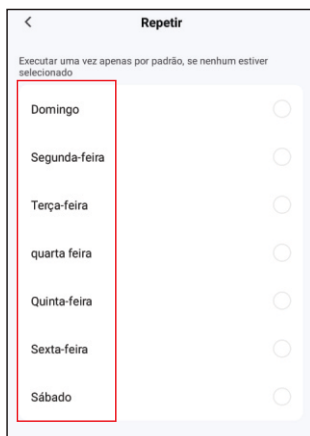 Repetir
Executar uma vez apenas por padrão, se nenhum estiver
selecionado
Domingo
Segunda-feira
Terça-feira
quarta feira
Quinta-feira
Sexta-feira
Sábado